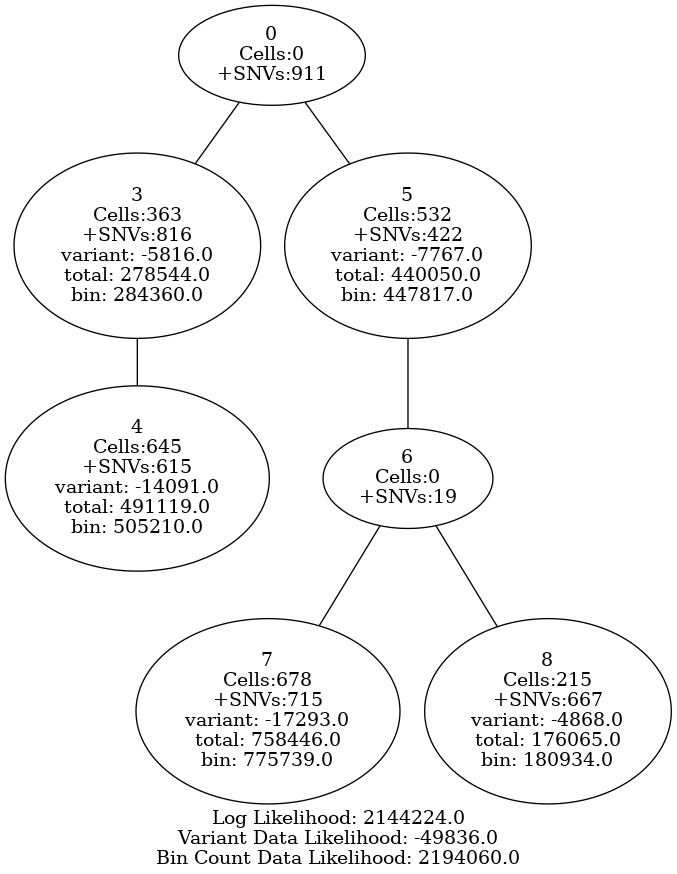 0
Cells:0
+SNVs:911
3
Cells:363
+SNVs:816
variant: -5816.0
total: 278544.0
bin: 284360.0
5
Cells:532
+SNVs:422
variant: -7767.0
total: 440050.0
bin: 447817.0
4
Cells:645
+SNVs:615
variant: -14091.0
total: 491119.0
bin: 505210.0
6
Cells:0
+SNVs:19
7
Cells:678
+SNVs:715
variant: -17293.0
total: 758446.0
bin: 775739.0
8
Cells:215
+SNVs:667
variant: -4868.0
total: 176065.0
bin: 180934.0
Log Likelihood: 2144224.0
Variant Data Likelihood: -49836.0
Bin Count Data Likelihood: 2194060.0